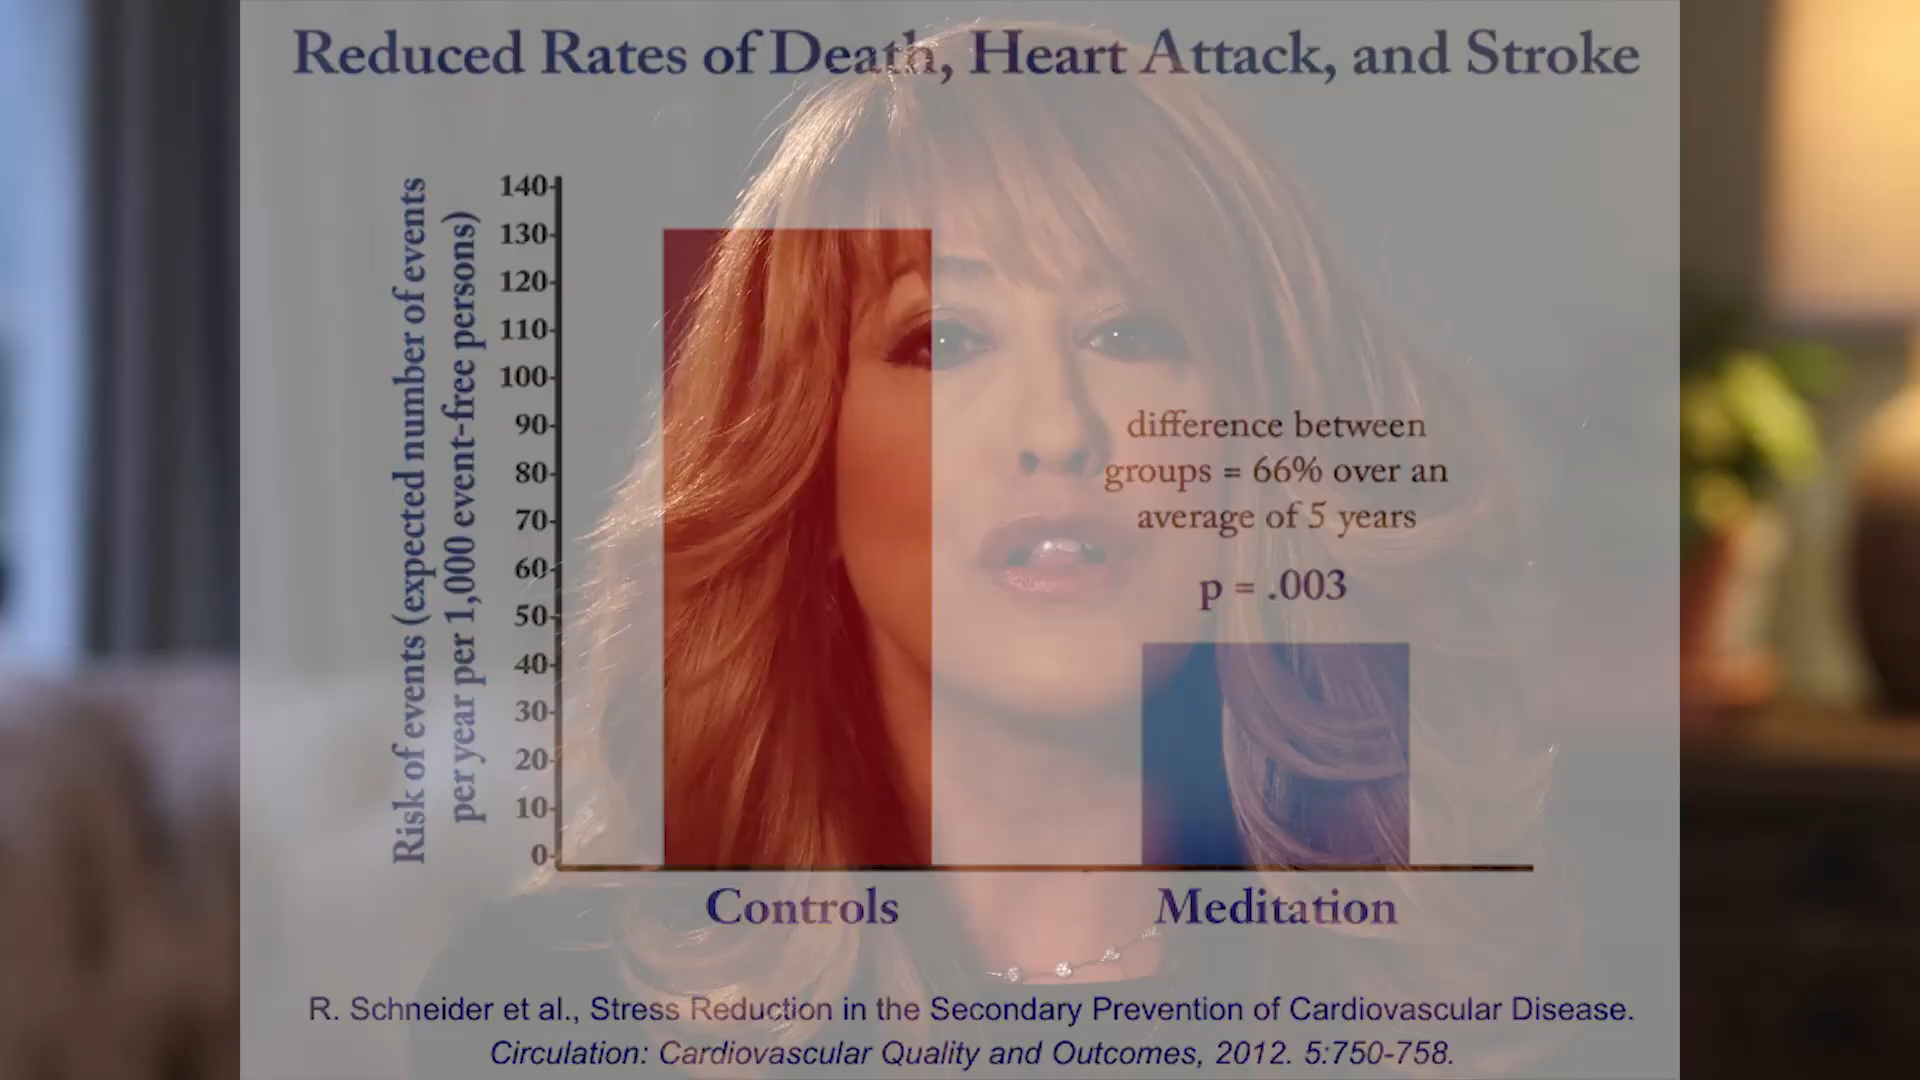 Reduced Rates of Death, Heart Attack, and Stroke
Risk of events (expected number of events
per year per 1,000 event-free persons)
140
130
120
110
100
90
80
70
60
50
40
30
20
10
0
difference between
groups = 66% over an
average of 5 years
p = .003
Controls
Meditation
R. Schneider et al., Stress Reduction in the Secondary Prevention of Cardiovascular Disease.
Circulation: Cardiovascular Quality and Outcomes, 2012. 5:750-758.